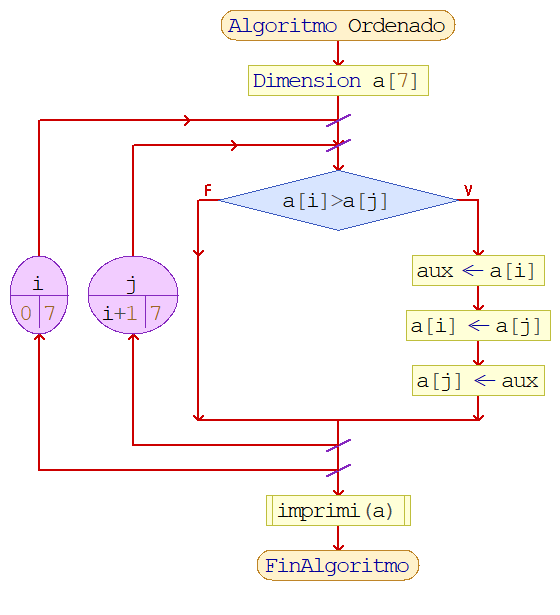 Algoritmo Ordenado
Dimension a[7]
F
V
a[i]>a[j]
aux ← a[i]
i
0 7
j
i+1 7
a[i] ← a[j]
a[j] ← aux
imprimi(a)
FinAlgoritmo